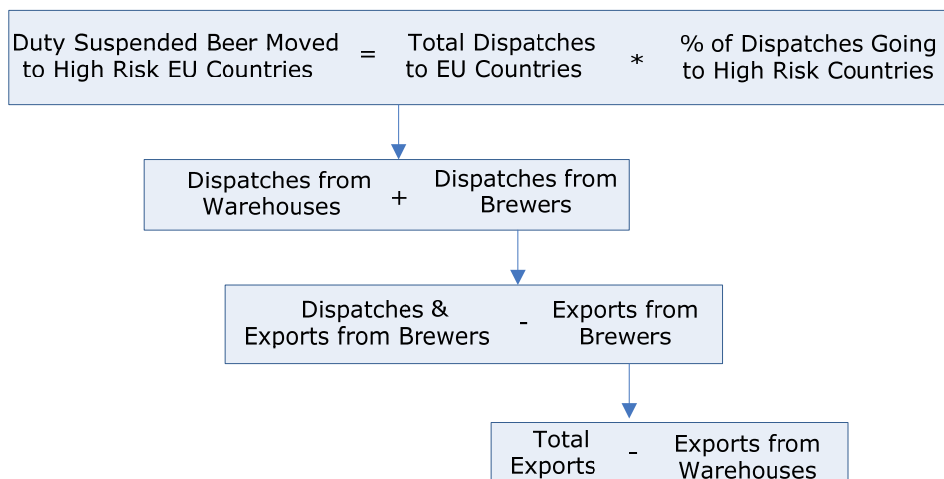 Duty Suspended Beer Moved = Total Dispatches * % of Dispatches Going
to High Risk EU Countries to EU Countries to High Risk Countries
Dispatches from + Dispatches from
Warehouses Brewers
Dispatches & - Exports from
Exports from Brewers Brewers
Total - Exports from
Exports Warehouses